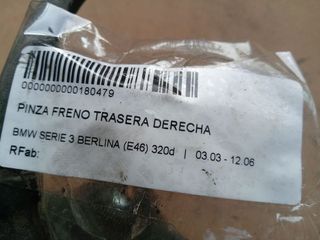 0000000000180479
PINZA FRENO TRASERA DERECHA
BMW SERIE 3 BERLINA (E46) 320d | 03.03 - 12.06
RFab: